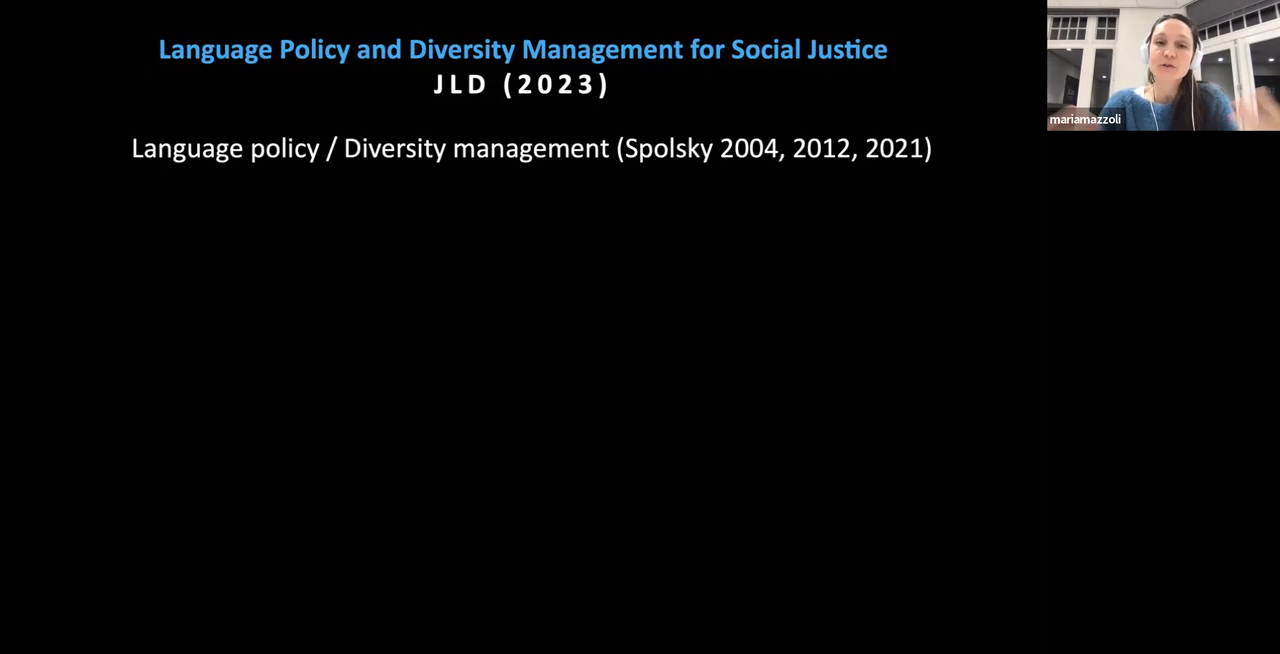 Language Policy and Diversity Management for Social Justice
JLD (2023)
mariamazzoli
Language policy / Diversity management (Spolsky 2004, 2012, 2021)